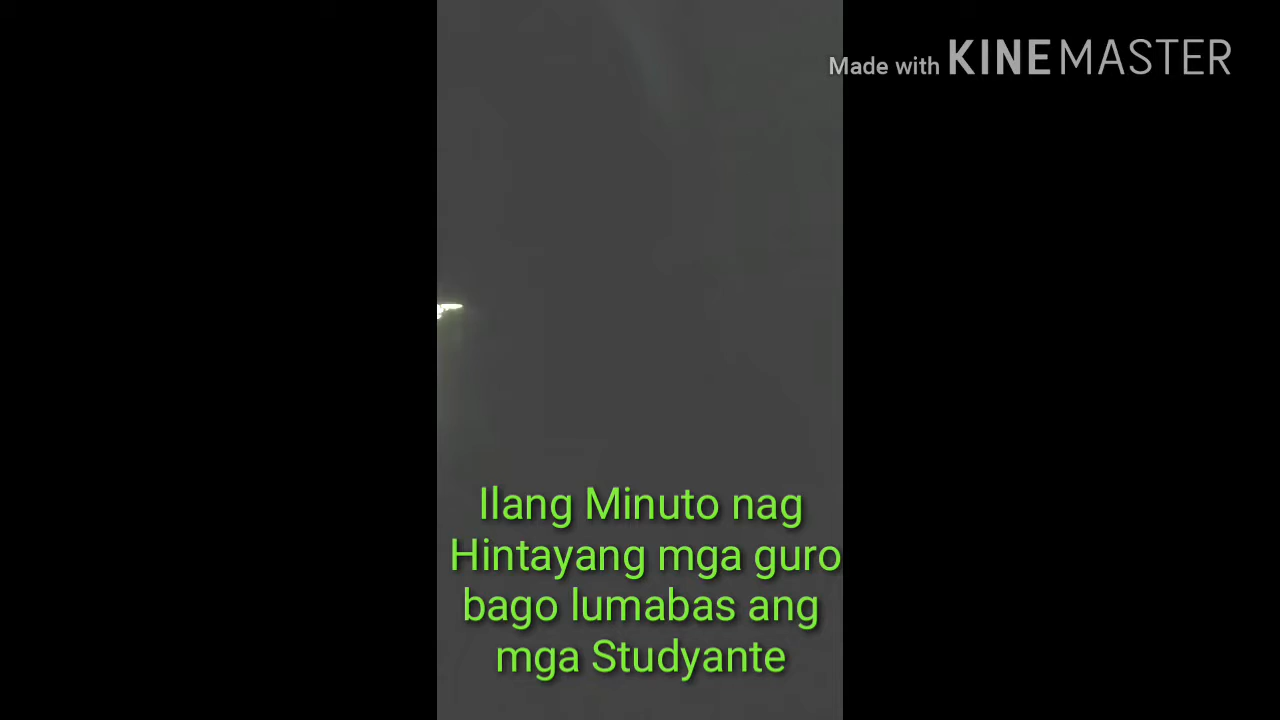 Made with KINEMASTER
Ilang Minuto nag
Hintayang mga guro
bago lumabas ang
mga Studyante